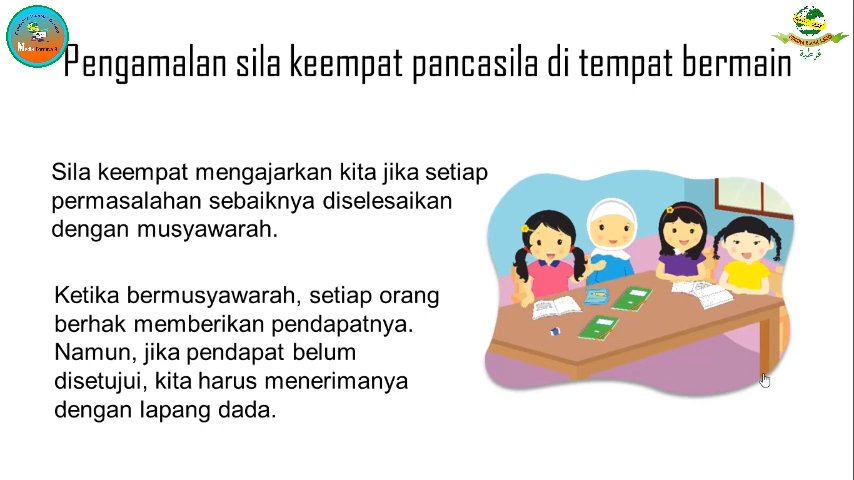 Pengamalan sila keempat pancasila di tempat bermain
Sila keempat mengajarkan kita jika setiap
permasalahan sebaiknya diselesaikan
dengan musyawarah.
Ketika bermusyawarah, setiap orang
berhak memberikan pendapatnya.
Namun, jika pendapat belum
disetujui, kita harus menerimanya
dengan lapang dada.